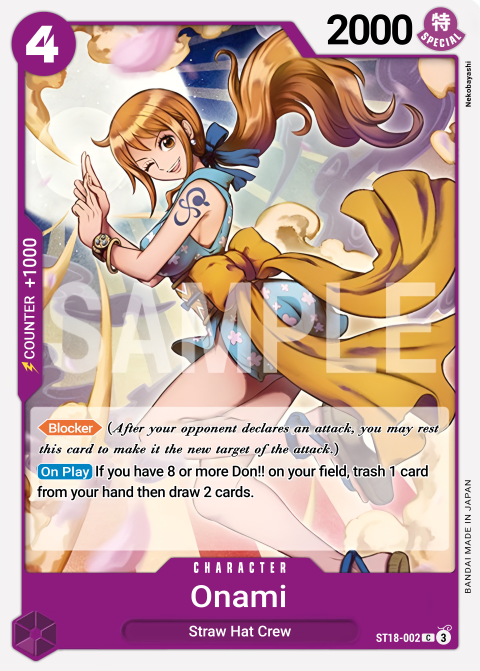 4
2000
特
SPECIAL
Nekobayashi
COUNTER +1000
SAMPLE
Blocker (After your opponent declares an attack, you may rest
this card to make it the new target of the attack.)
On Play If you have 8 or more Don!! on your field, trash 1 card
from your hand then draw 2 cards.
BANDAI MADE IN JAPAN
CHARACTER
Onami
Straw Hat Crew
ST18-002 C 3